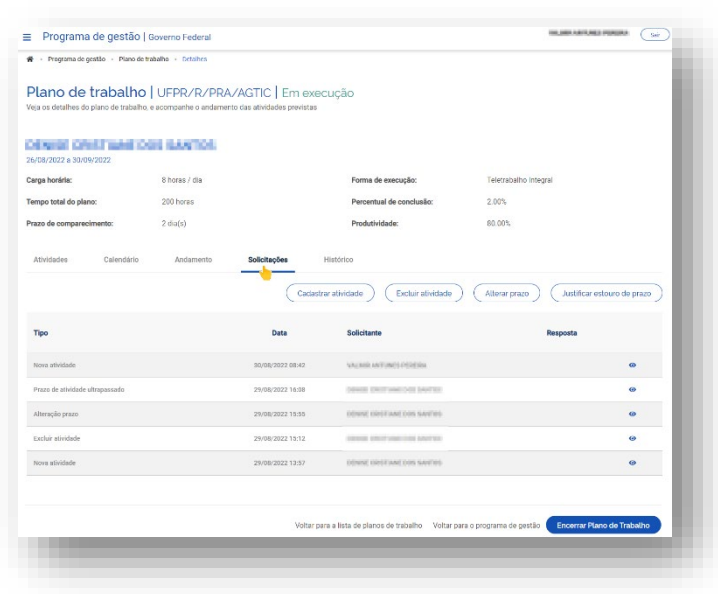 Programa de gestão | Governo Federal
Sair
Programa de gestão Plano de trabalho Detalhes
Plano de trabalho | UFPR/R/PRA/AGTIC | Em execução
Veja os detalhes do plano de trabalho, e acompanhe o andamento das atividades previstas
26/08/2022 a 30/09/2022
Carga horária: 8 horas / dia Forma de execução: Teletrabalho Integral
Tempo total do plano: 200 horas Percentual de conclusão: 2.00%
Prazo de comparecimento: 2 dia(s) Produtividade: 80.00%
Atividades Calendário Andamento Solicitações Histórico
Cadastrar atividade Excluir atividade Alterar prazo Justificar estouro de prazo
Tipo Data Solicitante Resposta
Nova atividade 30/08/2022 08:42
Prazo de atividade ultrapassado 29/08/2022 16:08
Alteração prazo 29/08/2022 15:55
Excluir atividade 29/08/2022 15:12
Nova atividade 29/08/2022 13:57
Voltar para a lista de planos de trabalho Voltar para o programa de gestão Encerrar Plano de Trabalho